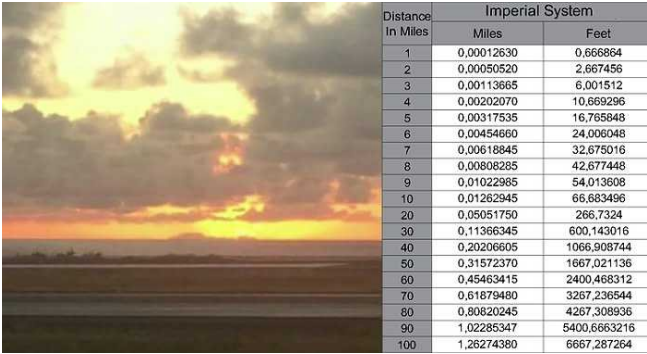 Distance In Miles Imperial System
Miles Feet
1 0,00012630 0,666864
2 0,00050520 2,667456
3 0,00113665 6,001512
4 0,00202070 10,669296
5 0,00317535 16,765848
6 0,00454660 24,006048
7 0,00618845 32,675016
8 0,00808285 42,677448
9 0,01022985 54,013608
10 0,01262945 66,683496
20 0,05051750 266,7324
30 0,11366345 600,143016
40 0,20206605 1066,908744
50 0,31572370 1667,021136
60 0,45463415 2400,468312
70 0,61879480 3267,236544
80 0,80820245 4267,308936
90 1,02285347 5400,6663216
100 1,26274380 6667,287264